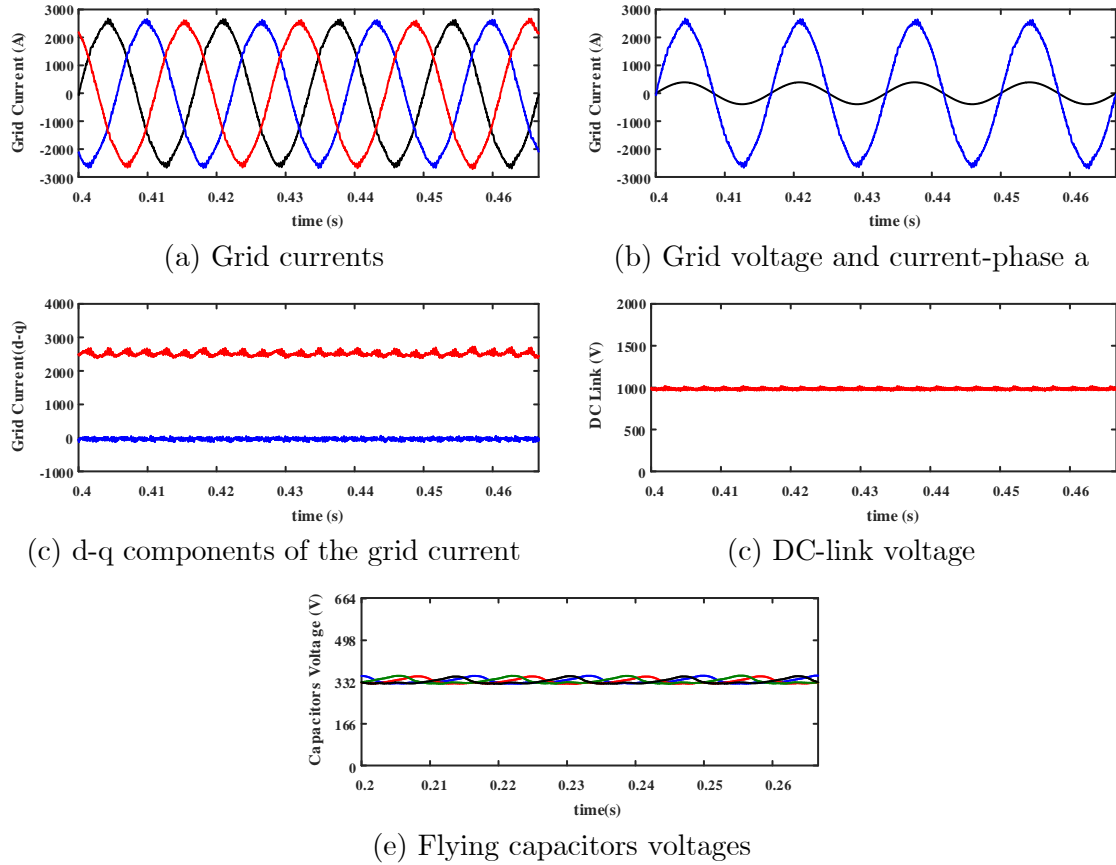 Grid Current (A)
3000
2000
1000
0
-1000
-2000
-3000
0.4 0.41 0.42 0.43 0.44 0.45 0.46
time (s)
(a) Grid currents
Grid Current (A)
3000
2000
1000
0
-1000
-2000
-3000
0.4 0.41 0.42 0.43 0.44 0.45 0.46
time (s)
(b) Grid voltage and current-phase a
Grid Current(d-q)
4000
3000
2000
1000
0
-1000
0.4 0.41 0.42 0.43 0.44 0.45 0.46
time (s)
(c) d-q components of the grid current
DC Link (V)
2000
1500
1000
500
0
0.4 0.41 0.42 0.43 0.44 0.45 0.46
time (s)
(c) DC-link voltage
Capacitors Voltage (V)
664
498
332
166
0
0.2 0.21 0.22 0.23 0.24 0.25 0.26
time(s)
(e) Flying capacitors voltages